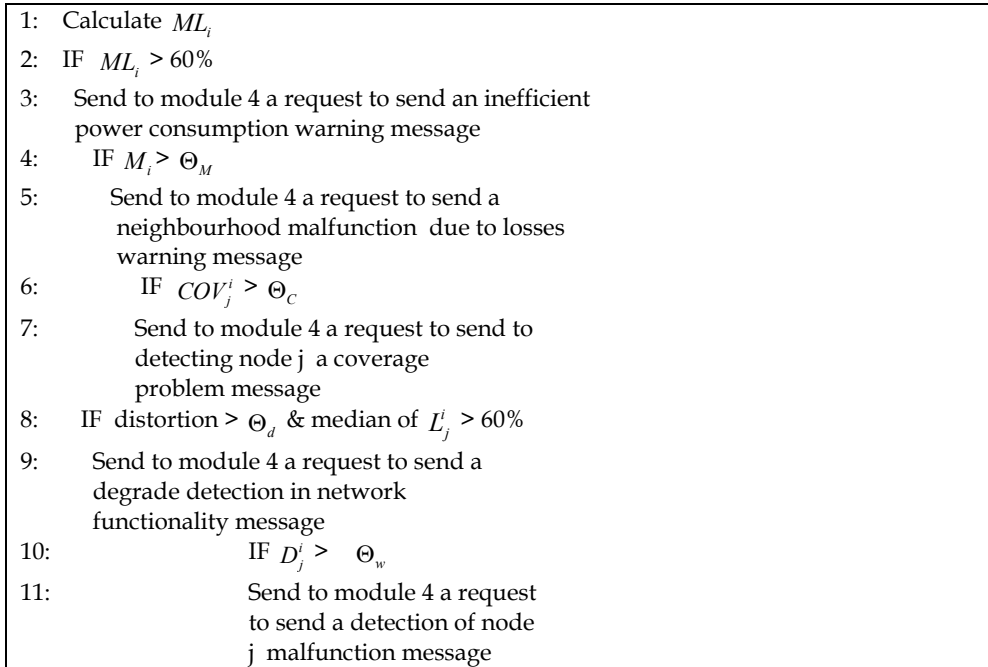 1: Calculate MLᵢ
2: IF MLᵢ > 60%
3: Send to module 4 a request to send an inefficient
power consumption warning message
4: IF Mᵢ > Θ_M
5: Send to module 4 a request to send a
neighbourhood malfunction due to losses
warning message
6: IF COV_j^i > Θ_C
7: Send to module 4 a request to send to
detecting node j a coverage
problem message
8: IF distortion > Θ_d & median of L_j^i > 60%
9: Send to module 4 a request to send a
degrade detection in network
functionality message
10: IF D_j^i > Θ_w
11: Send to module 4 a request
to send a detection of node
j malfunction message